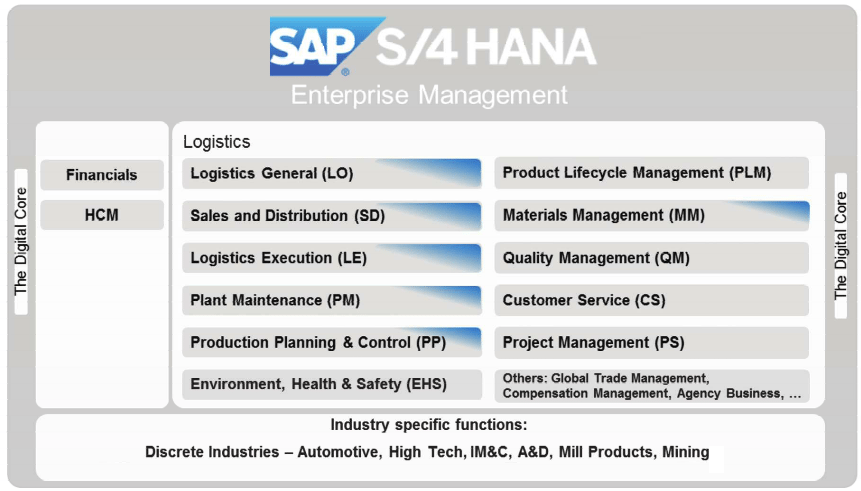 SAP® S/4HANA
Enterprise Management
The Digital Core
Financials
HCM
Logistics
Logistics General (LO)
Product Lifecycle Management (PLM)
Sales and Distribution (SD)
Materials Management (MM)
Logistics Execution (LE)
Quality Management (QM)
Plant Maintenance (PM)
Customer Service (CS)
Production Planning & Control (PP)
Project Management (PS)
Environment, Health & Safety (EHS)
Others: Global Trade Management,
Compensation Management, Agency Business, ...
The Digital Core
Industry specific functions:
Discrete Industries – Automotive, High Tech, IM&C, A&D, Mill Products, Mining